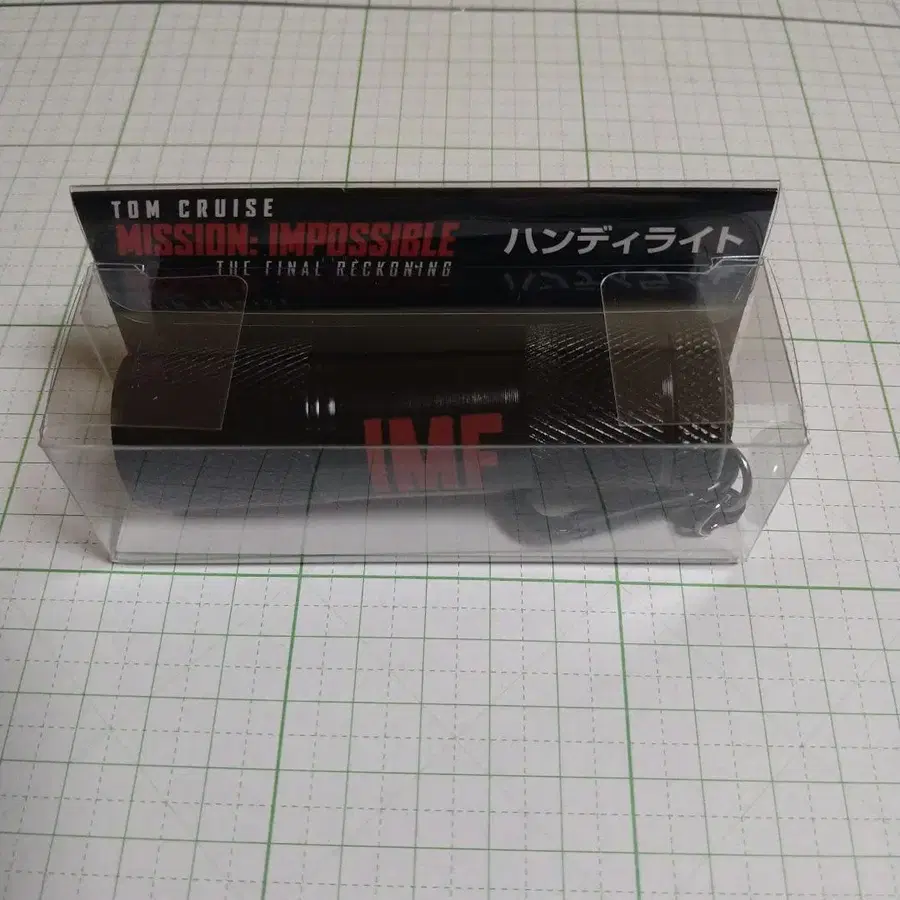 TOM CRUISE
MISSION: IMPOSSIBLE
THE FINAL RECKONING
ハンディライト
IMF